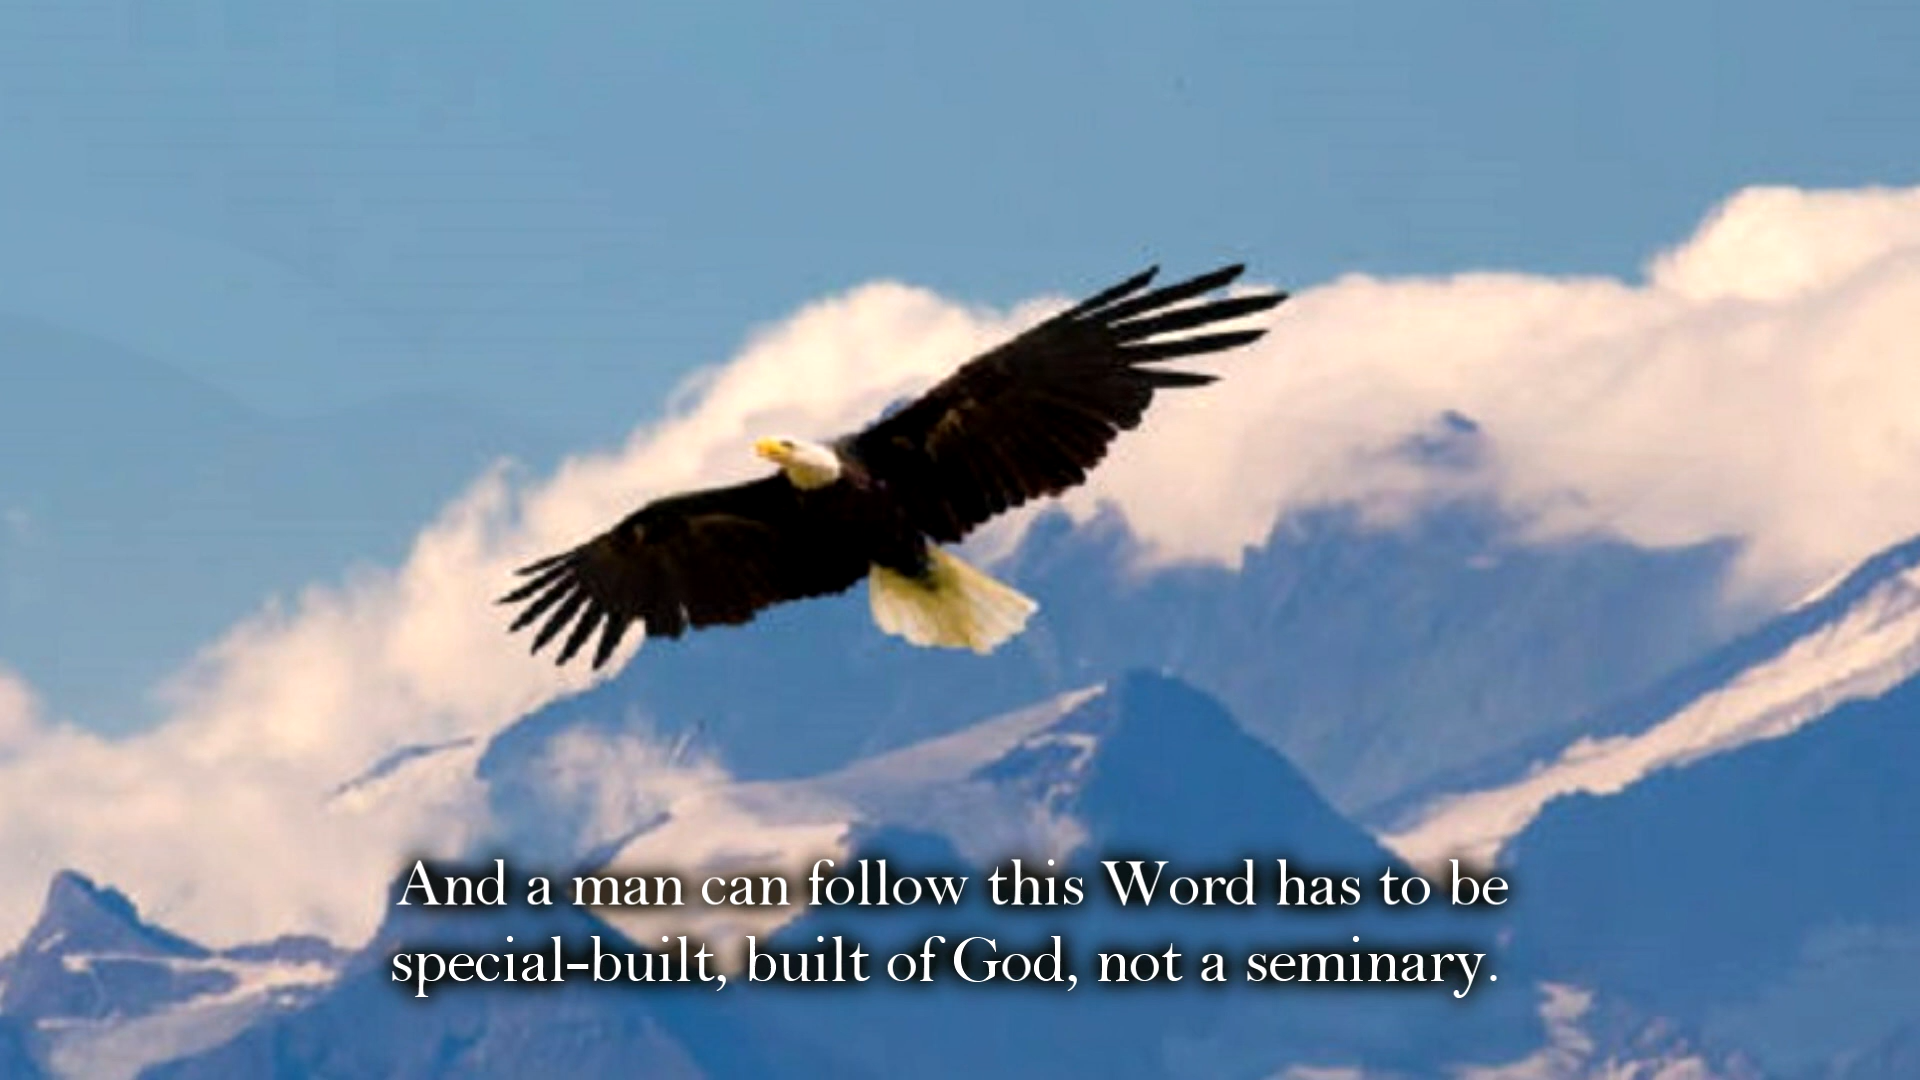 And a man can follow this Word has to be
special-built, built of God, not a seminary.